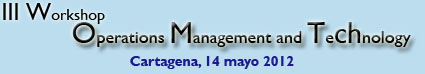 III Workshop
Operations Management and TeChnology
Cartagena, 14 mayo 2012